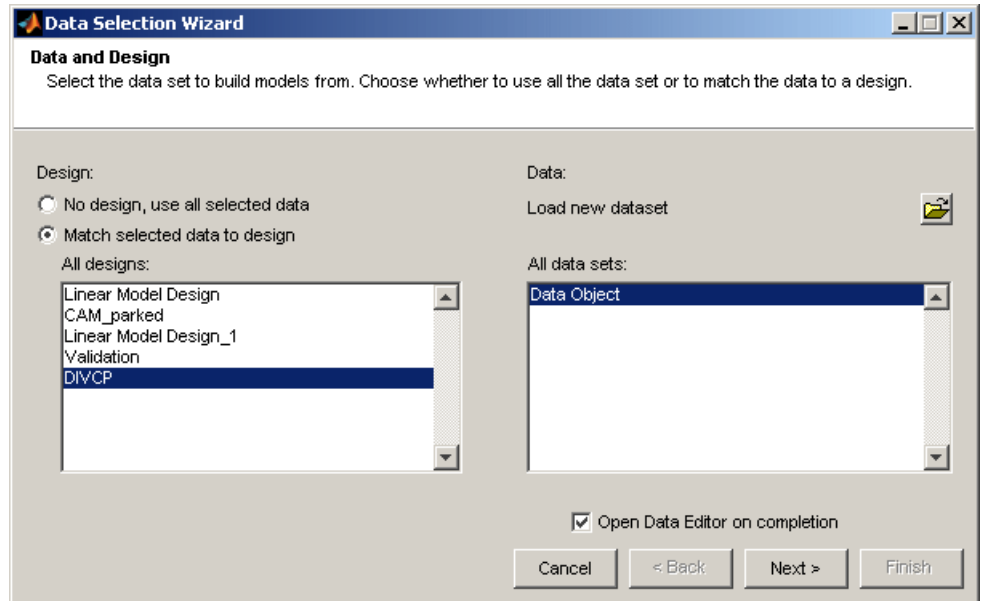 Data Selection Wizard
Data and Design
Select the data set to build models from. Choose whether to use all the data set or to match the data to a design.
Design:
No design, use all selected data
Match selected data to design
All designs:
Linear Model Design
CAM_parked
Linear Model Design_1
Validation
DIVCP
Data:
Load new dataset
All data sets:
Data Object
Open Data Editor on completion
Cancel
< Back
Next >
Finish